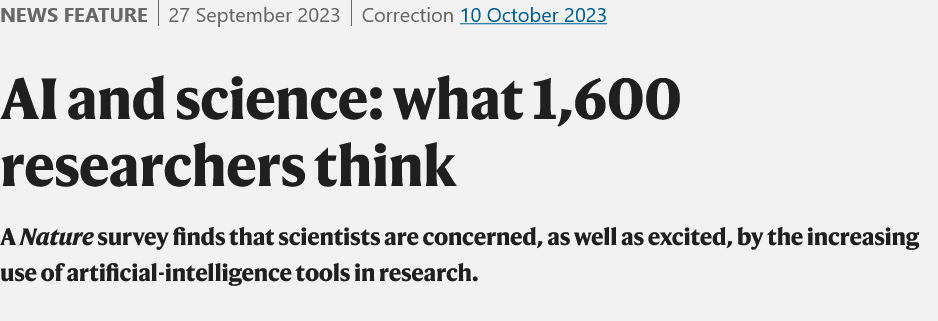 NEWS FEATURE | 27 September 2023 | Correction 10 October 2023
AI and science: what 1,600
researchers think
A Nature survey finds that scientists are concerned, as well as excited, by the increasing
use of artificial-intelligence tools in research.